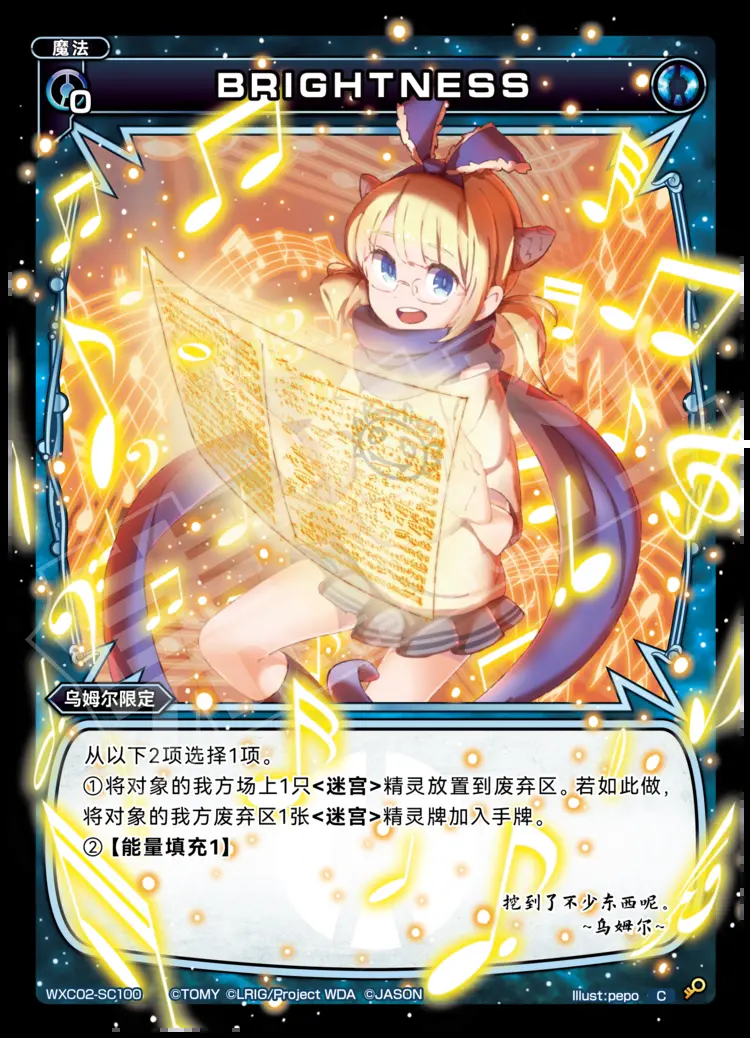 魔法
0
BRIGHTNESS
乌姆尔限定
从以下2项选择1项。
①将对象的我方场上1只<迷宫>精灵放置到废弃区。若如此做，
将对象的我方废弃区1张<迷宫>精灵牌加入手牌。
②【能量填充1】
挖到了不少东西呢。
~乌姆尔~
WXC02-SC100 ©TOMY ©LRIG/Project WDA ©JASON Illust:pepo C